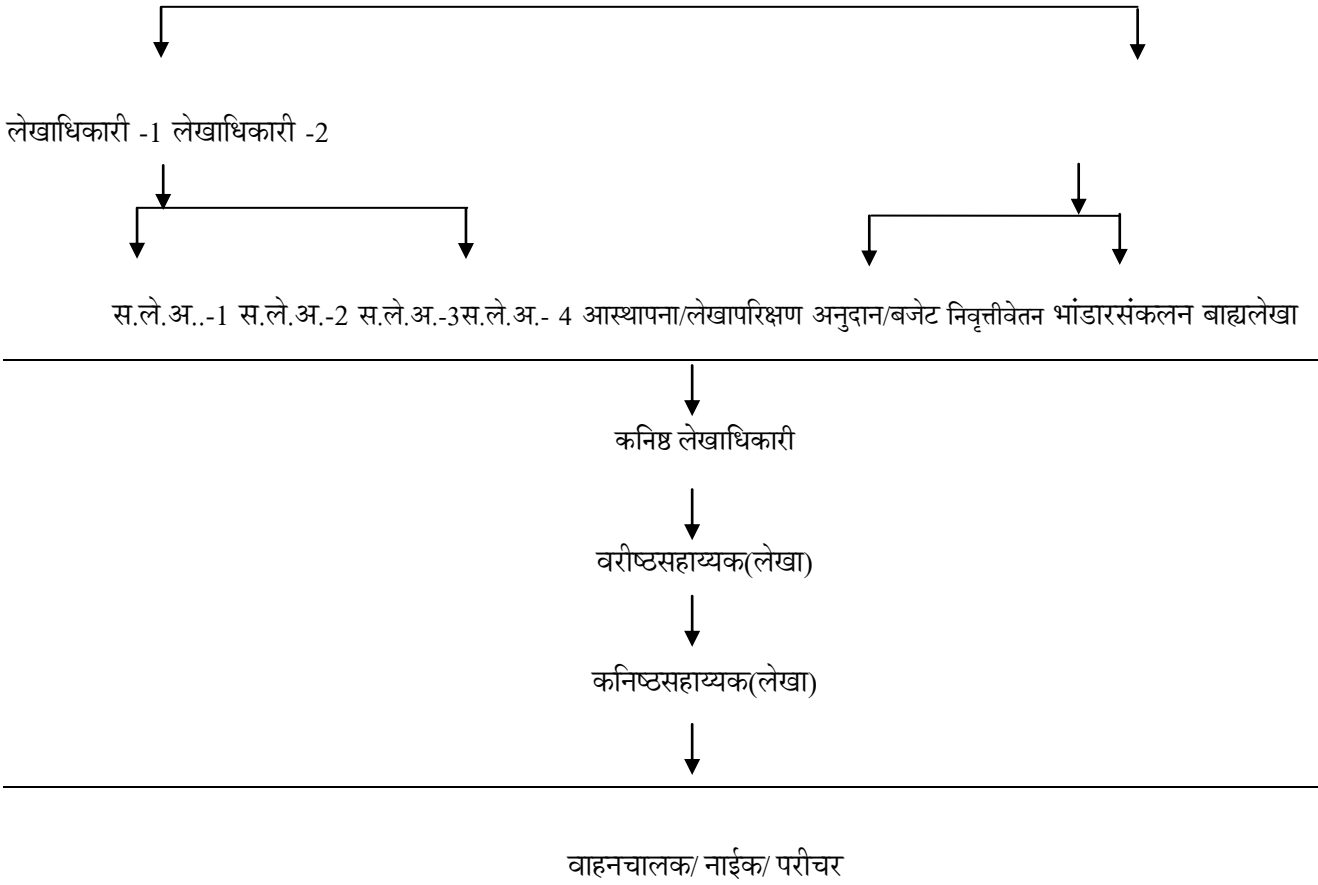 लेखाधिकारी -1 लेखाधिकारी -2
स.ले.अ..-1 स.ले.अ.-2 स.ले.अ.-3स.ले.अ.- 4 आस्थापना/लेखापरिक्षण अनुदान/बजेट निवृत्तीवेतन भांडारसंकलन बाह्यलेखा
कनिष्ठ लेखाधिकारी
वरीष्ठसहाय्यक(लेखा)
कनिष्ठसहाय्यक(लेखा)
वाहनचालक/ नाईक/ परीचर